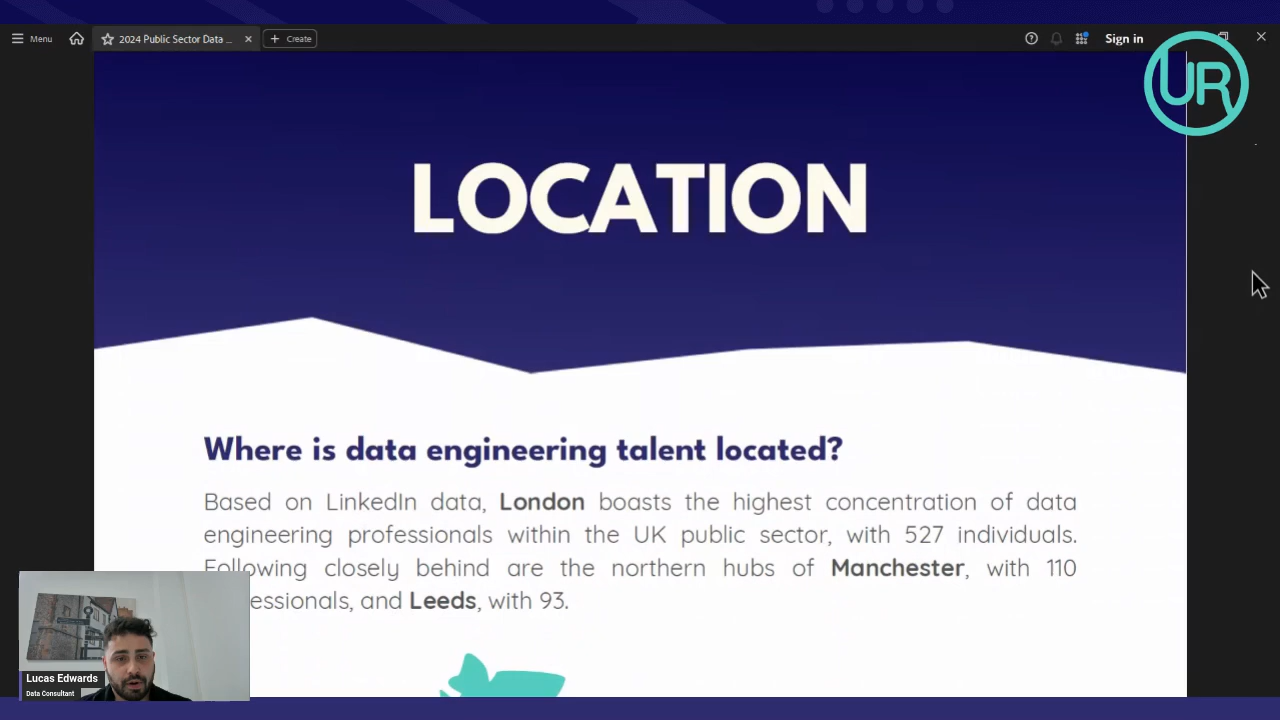 Menu
2024 Public Sector Data ...
Create
Sign in
UR
LOCATION
Where is data engineering talent located?
Based on LinkedIn data, London boasts the highest concentration of data
engineering professionals within the UK public sector, with 527 individuals.
Following closely behind are the northern hubs of Manchester, with 110
essionals, and Leeds, with 93.
Lucas Edwards
Data Consultant